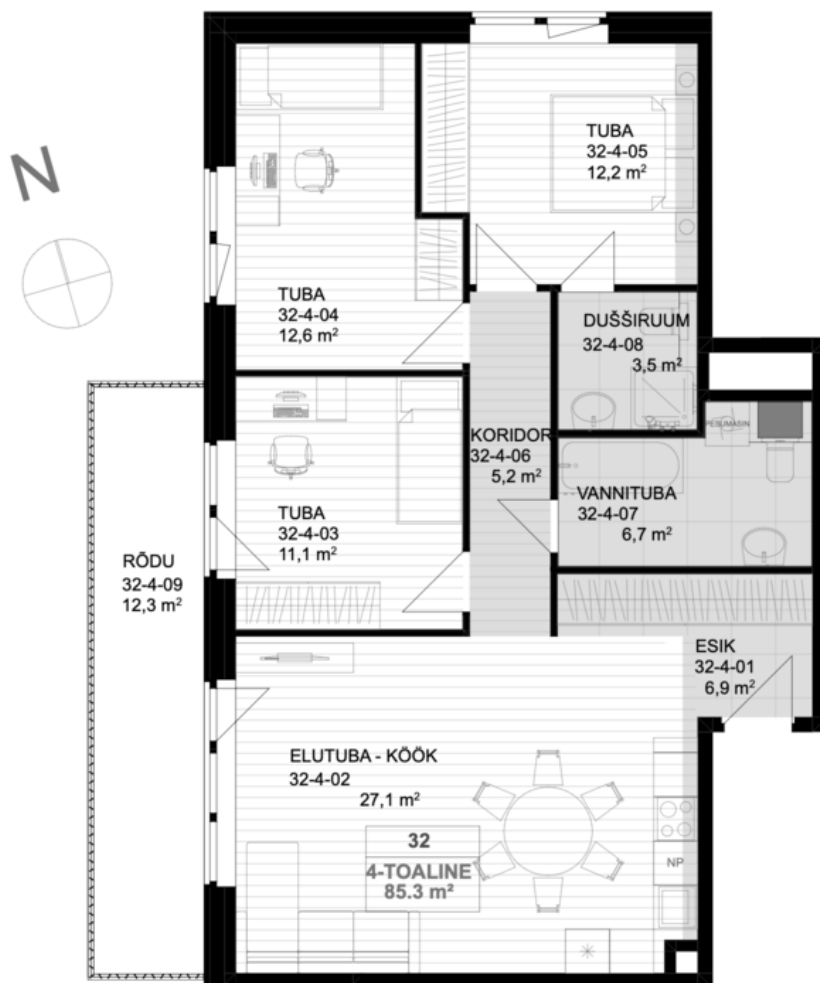 N
TUBA
32-4-05
12,2 m²
TUBA
32-4-04
12,6 m²
DUŠŠIRUUM
32-4-08
3,5 m²
PESUMASIN
KORIDOR
32-4-06
5,2 m²
VANNITUBA
32-4-07
6,7 m²
TUBA
32-4-03
11,1 m²
RÕDU
32-4-09
12,3 m²
ESIK
32-4-01
6,9 m²
ELUTUBA - KÖÖK
32-4-02
27,1 m²
32
4-TOALINE
85.3 m²
NP